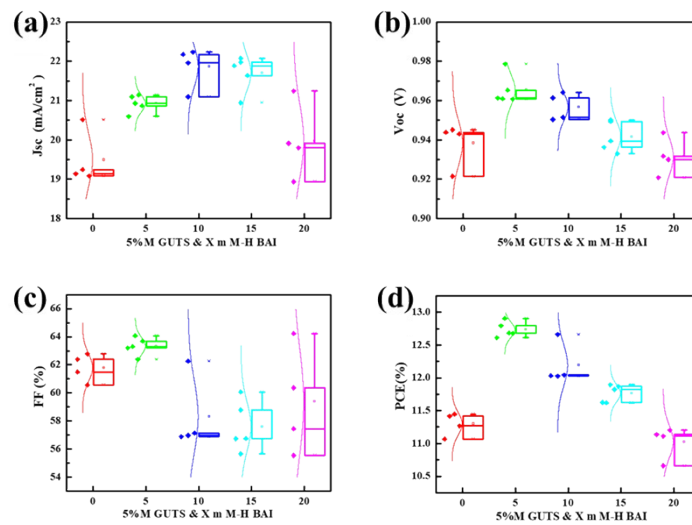 (a)
23
22
21
20
19
18
Jsc (mA/cm²)
0 5 10 15 20
5%M GUTS & X m M-H BAI
(b)
1.00
0.98
0.96
0.94
0.92
0.90
Voc (V)
0 5 10 15 20
5%M GUTS & X m M-H BAI
(c)
66
64
62
60
58
56
54
FF (%)
0 5 10 15 20
5%M GUTS & X m M-H BAI
(d)
13.0
12.5
12.0
11.5
11.0
10.5
PCE(%)
0 5 10 15 20
5%M GUTS & X m M-H BAI